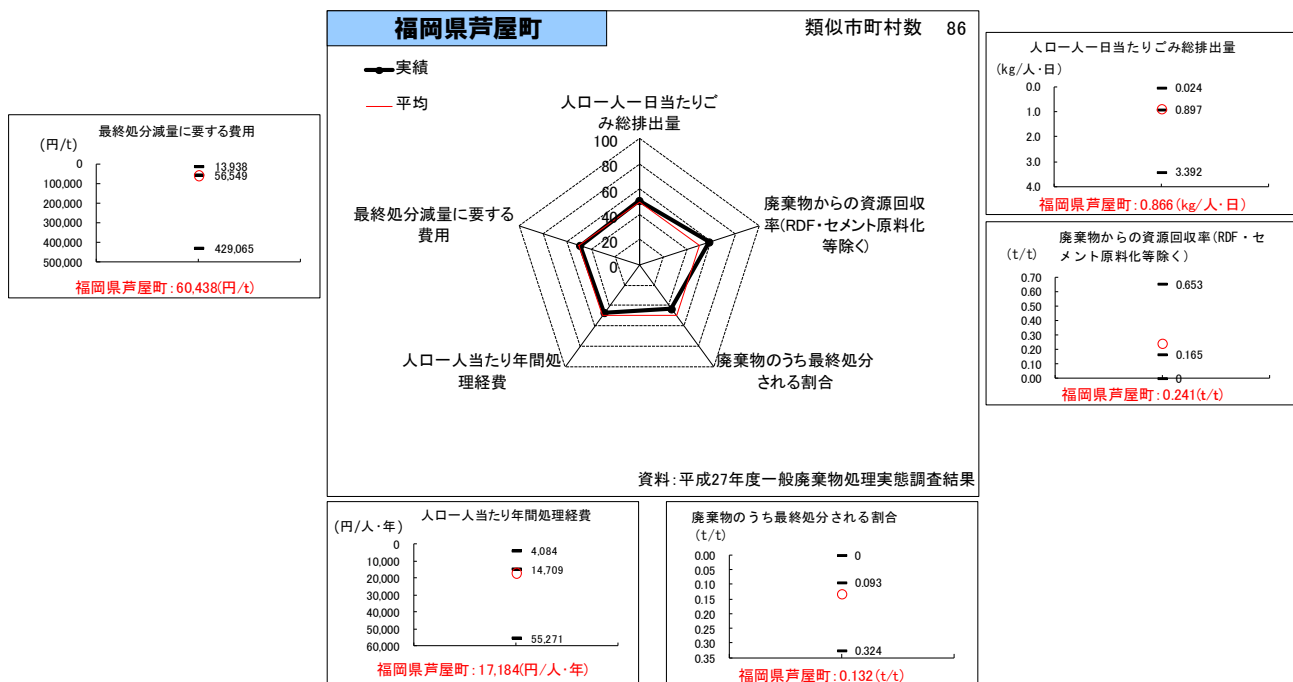 福岡県芦屋町
類似市町村数 86
実績
平均
人口一人一日当たりご
み総排出量
廃棄物からの資源回収
率(RDF・セメント原料化
等除く)
廃棄物のうち最終処分
される割合
人口一人当たり年間処
理経費
最終処分減量に要する
費用
100
80
60
40
20
0
資料:平成27年度一般廃棄物処理実態調査結果
最終処分減量に要する費用
(円/t)
0
100,000
200,000
300,000
400,000
500,000
13,938
56,549
429,065
福岡県芦屋町:60,438(円/t)
人口一人一日当たりごみ総排出量
(kg/人・日)
0.0
1.0
2.0
3.0
4.0
0.024
0.897
3.392
福岡県芦屋町:0.866(kg/人・日)
廃棄物からの資源回収率(RDF・セ
メント原料化等除く)
(t/t)
0.70
0.60
0.50
0.40
0.30
0.20
0.10
0.00
0.653
0.165
0
福岡県芦屋町:0.241(t/t)
人口一人当たり年間処理経費
(円/人・年)
0
10,000
20,000
30,000
40,000
50,000
60,000
4,084
14,709
55,271
福岡県芦屋町:17,184(円/人・年)
廃棄物のうち最終処分される割合
(t/t)
0.00
0.05
0.10
0.15
0.20
0.25
0.30
0.35
0
0.093
0.324
福岡県芦屋町:0.132(t/t)